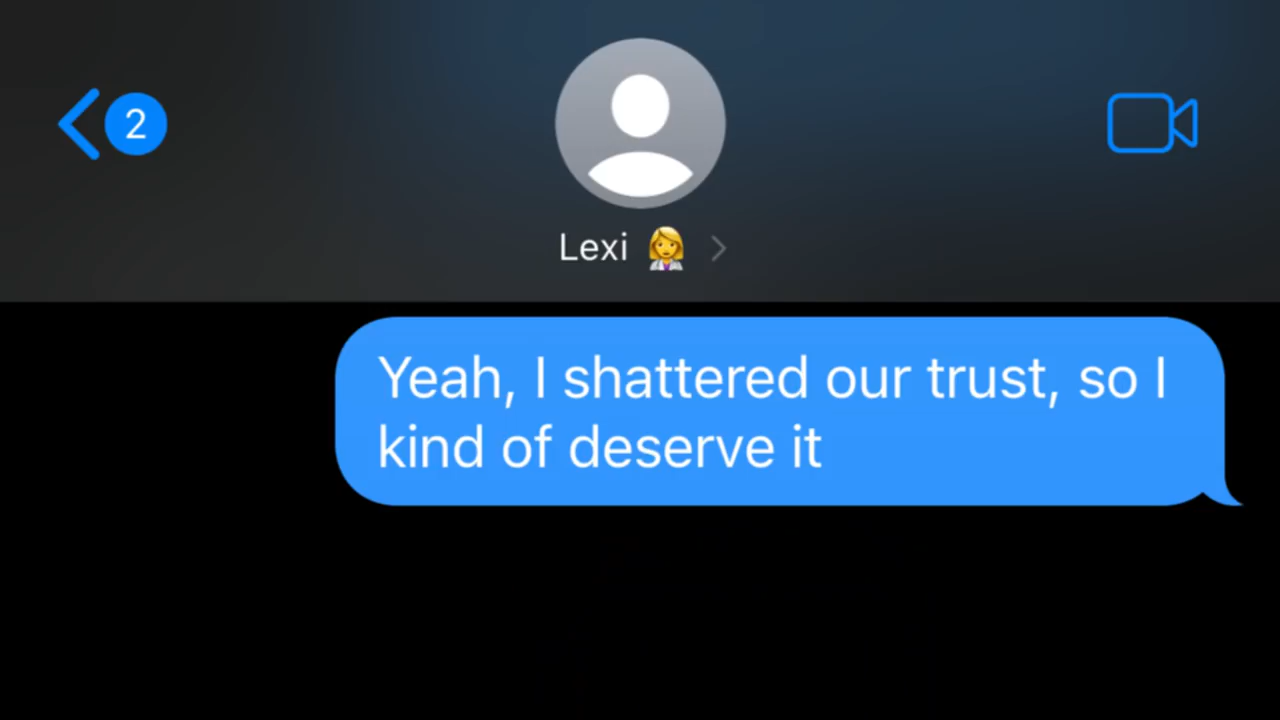 2
Lexi 👩‍⚕️
Yeah, I shattered our trust, so I
kind of deserve it